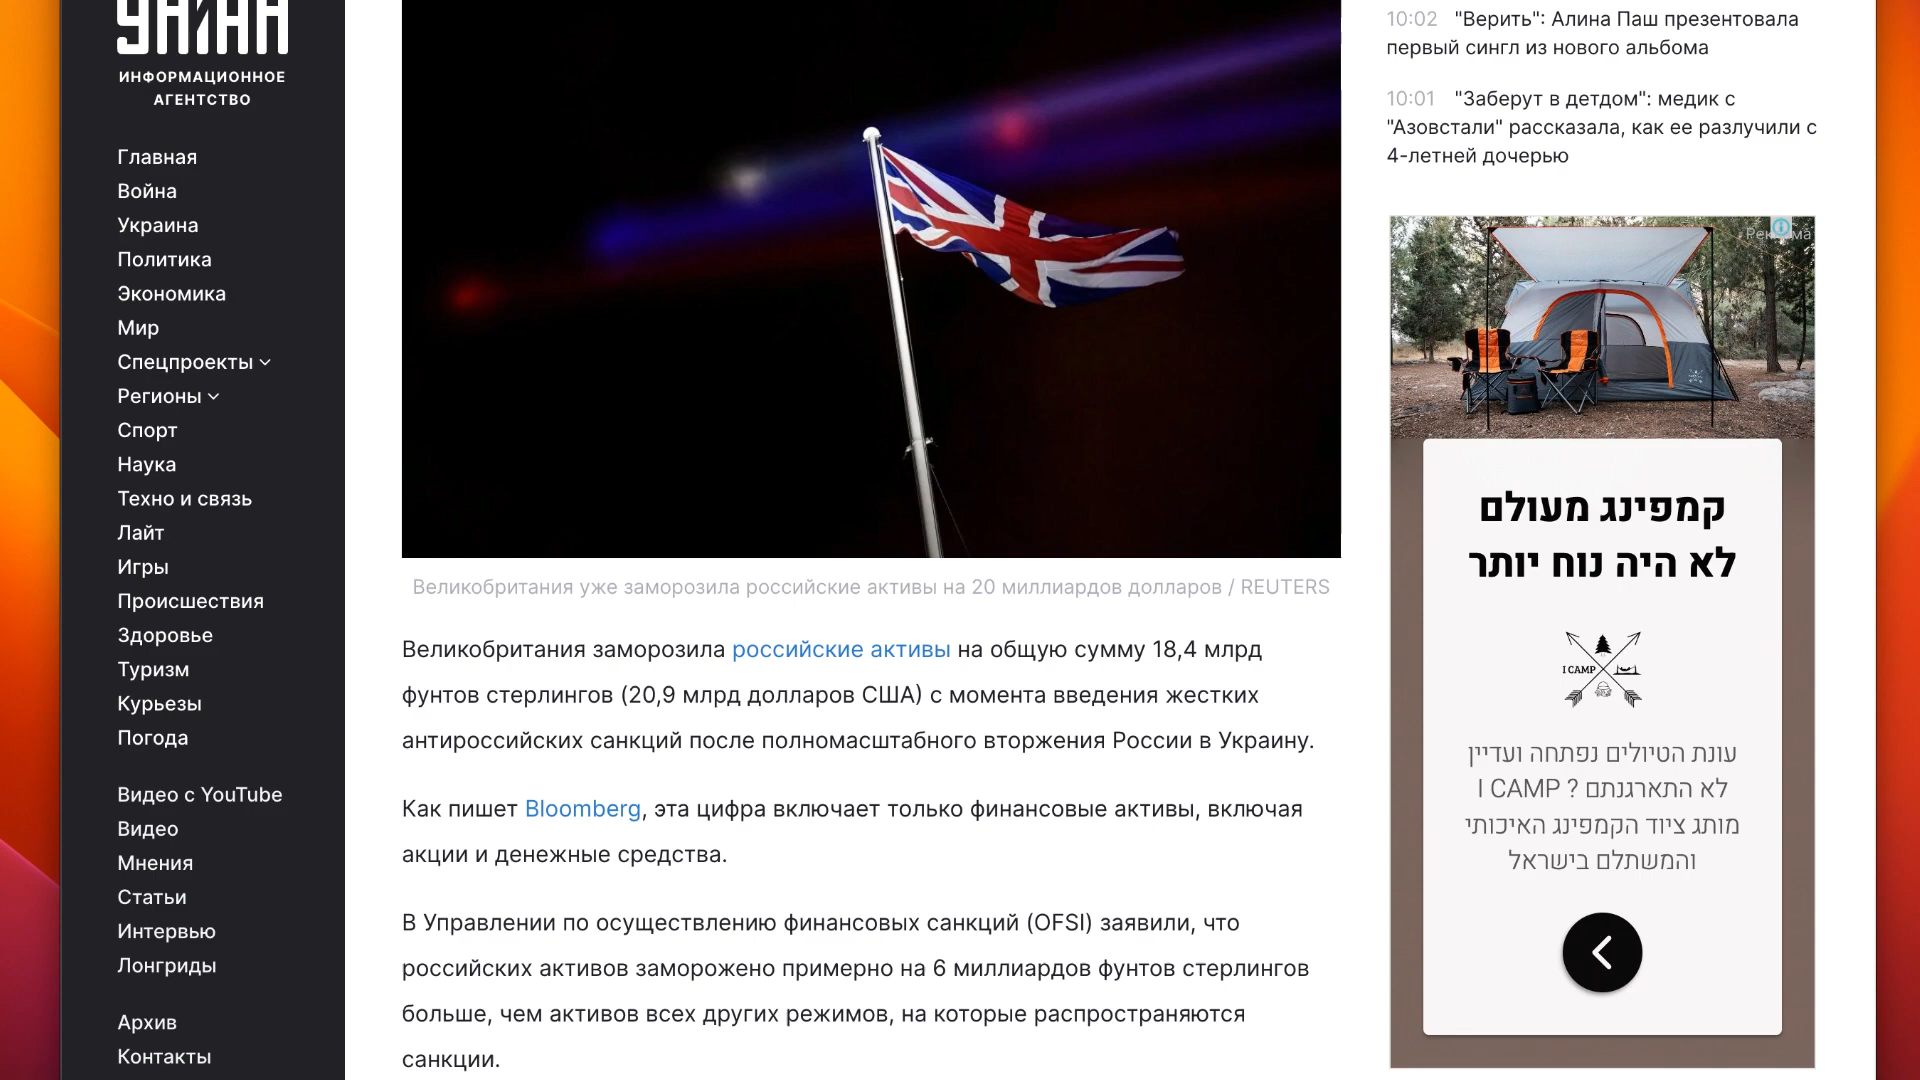 УНИАН
ИНФОРМАЦИОННОЕ
АГЕНТСТВО
Главная
Война
Украина
Политика
Экономика
Мир
Спецпроекты
Регионы
Спорт
Наука
Техно и связь
Лайт
Игры
Происшествия
Здоровье
Туризм
Курьезы
Погода
Видео с YouTube
Видео
Мнения
Статьи
Интервью
Лонгриды
Архив
Контакты
Великобритания уже заморозила российские активы на 20 миллиардов долларов / REUTERS
Великобритания заморозила российские активы на общую сумму 18,4 млрд
фунтов стерлингов (20,9 млрд долларов США) с момента введения жестких
антироссийских санкций после полномасштабного вторжения России в Украину.
Как пишет Bloomberg, эта цифра включает только финансовые активы, включая
акции и денежные средства.
В Управлении по осуществлению финансовых санкций (OFSI) заявили, что
российских активов заморожено примерно на 6 миллиардов фунтов стерлингов
больше, чем активов всех других режимов, на которые распространяются
санкции.
10:02 "Верить": Алина Паш презентовала
первый сингл из нового альбома
10:01 "Заберут в детдом": медик с
"Азовстали" рассказала, как ее разлучили с
4-летней дочерью
Реклама
קמפינג מעולם
לא היה נוח יותר
I CAMP
עונת הטיולים נפתחה ועדיין
לא התארגנתם ? I CAMP
מותג ציוד הקמפינג האיכותי
והמשתלם בישראל